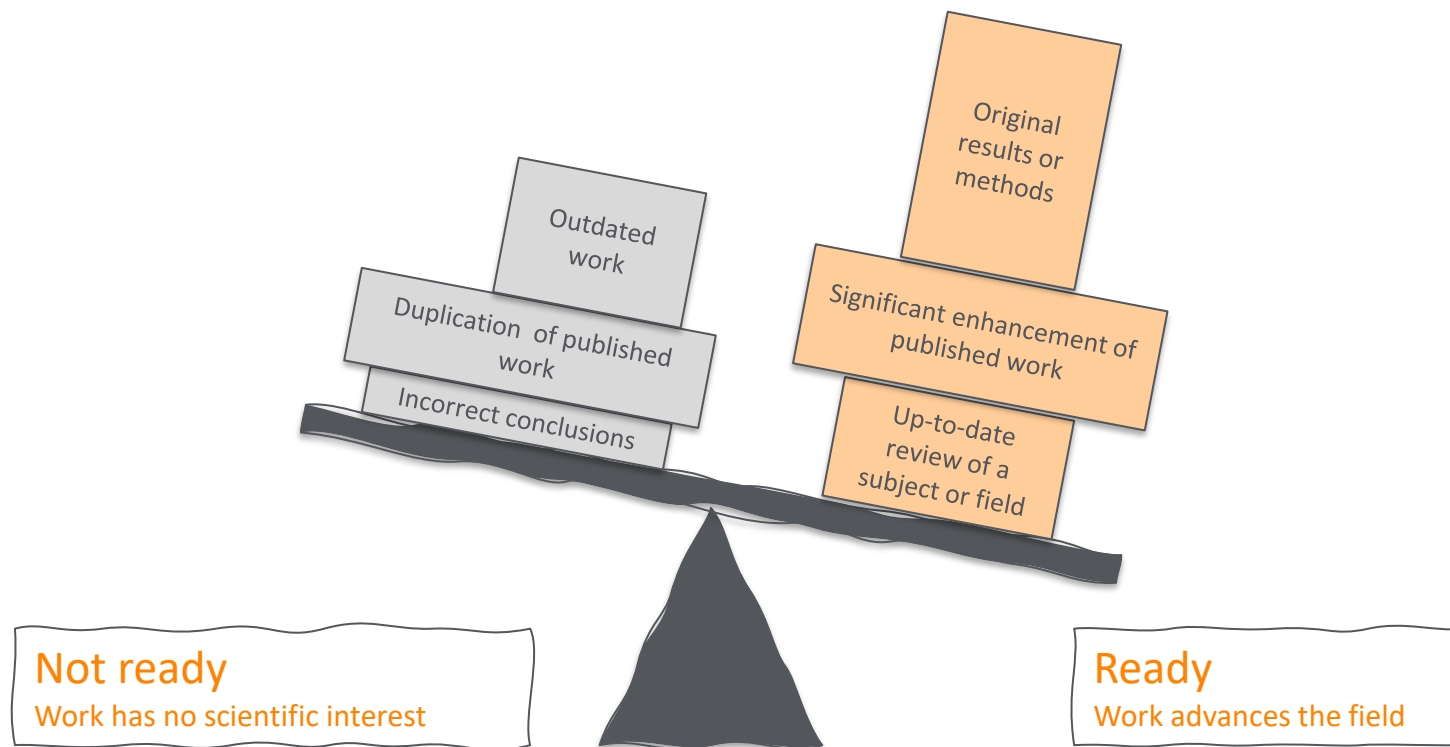 Outdated
work
Duplication of published
work
Incorrect conclusions
Original
results or
methods
Significant enhancement of
published work
Up-to-date
review of a
subject or field
Not ready
Work has no scientific interest
Ready
Work advances the field